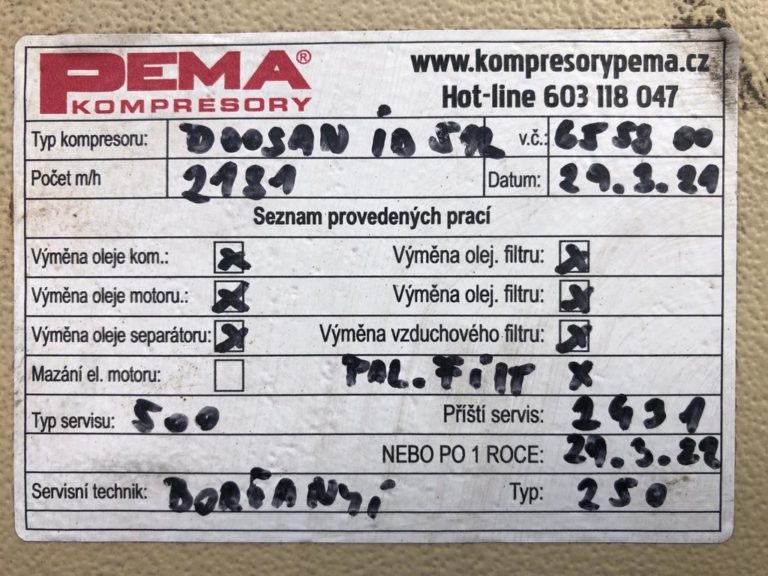 PEMA® www.kompresorypema.cz
KOMPRESORY Hot-line 603 118 047
Typ kompresoru: DOOSAN v.č.: 655800
Počet m/h 2181 Datum: 29.3.21
Seznam provedených prací
Výměna oleje kom.: x Výměna olej. filtru: x
Výměna oleje motoru.: x Výměna olej. filtru: x
Výměna oleje separátoru: x Výměna vzduchového filtru: x
Mazání el. motoru: PAL. FILT x
Typ servisu: 500 Příští servis: 2431
NEBO PO 1 ROCE: 29.3.22
Servisní technik: Typ: 250